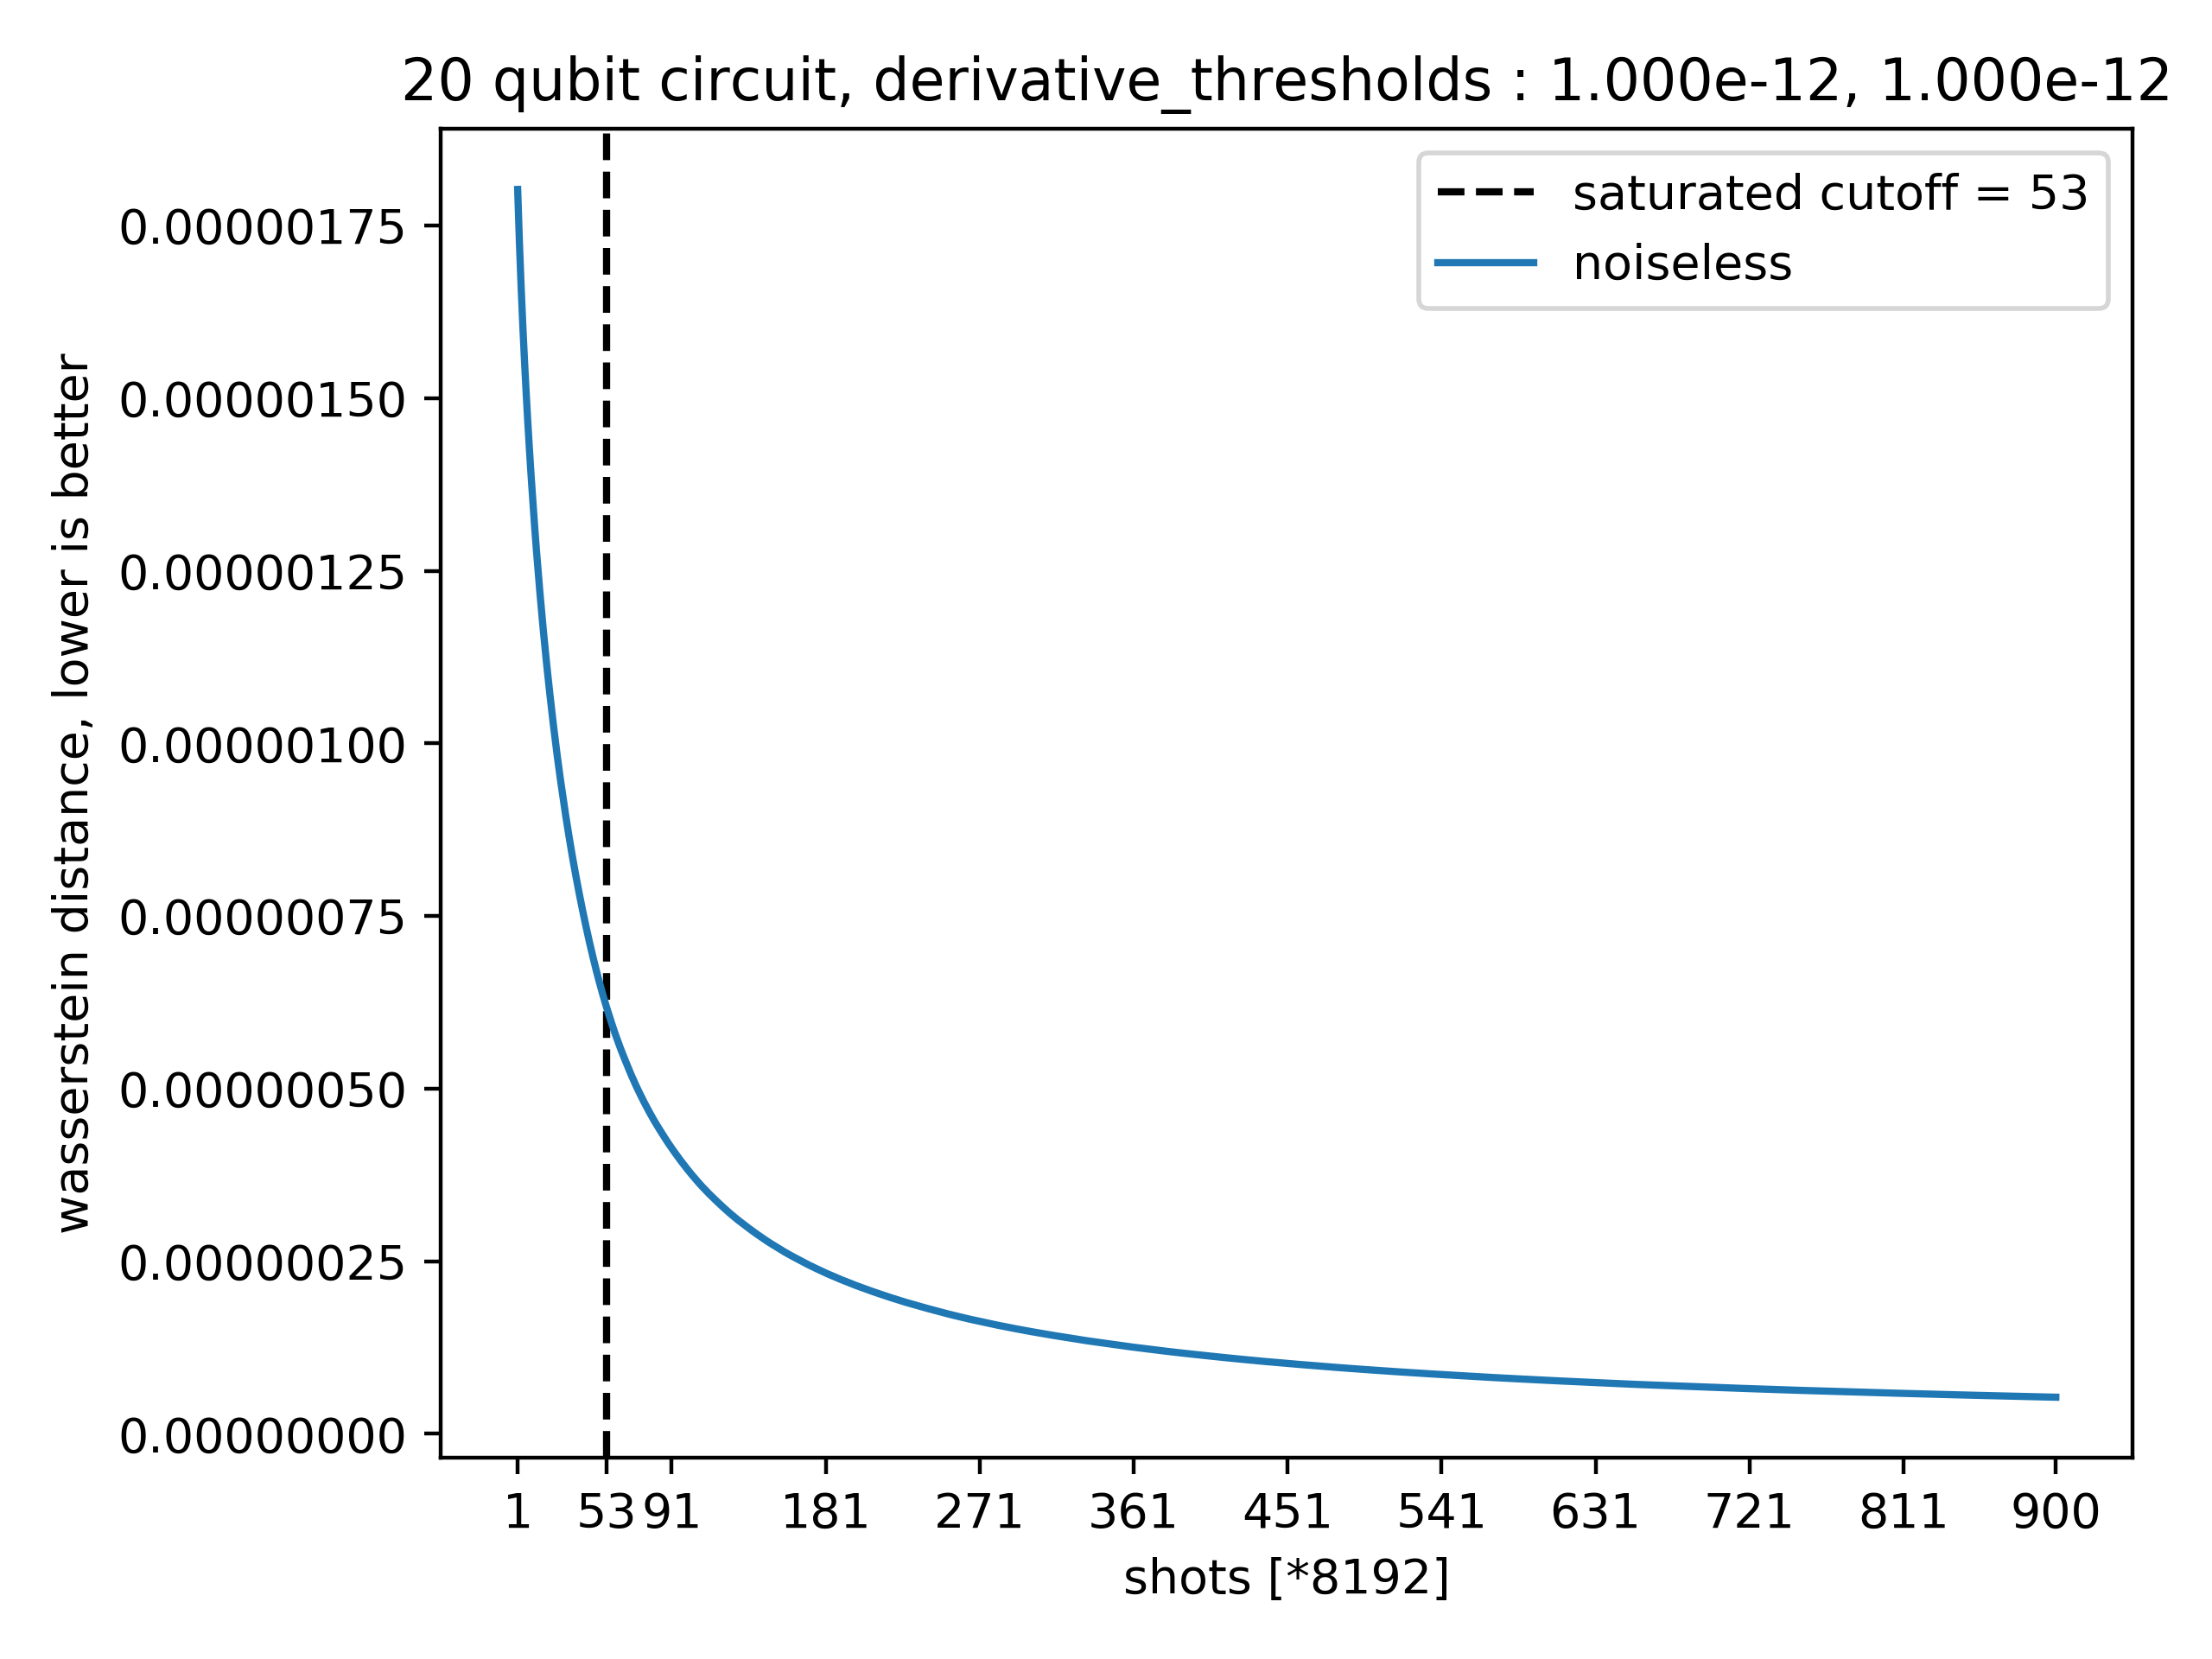 20 qubit circuit, derivative_thresholds : 1.000e-12, 1.000e-12
saturated cutoff = 53
noiseless
wasserstein distance, lower is better
0.00000175
0.00000150
0.00000125
0.00000100
0.00000075
0.00000050
0.00000025
0.00000000
1 53 91 181 271 361 451 541 631 721 811 900
shots [*8192]